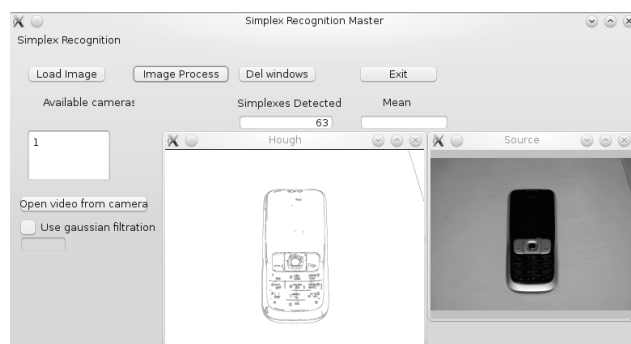 Simplex Recognition Master
Simplex Recognition
Load Image Image Process Del windows Exit
Available cameras Simplexes Detected Mean
63
1
Hough Source
Open video from camera
Use gaussian filtration